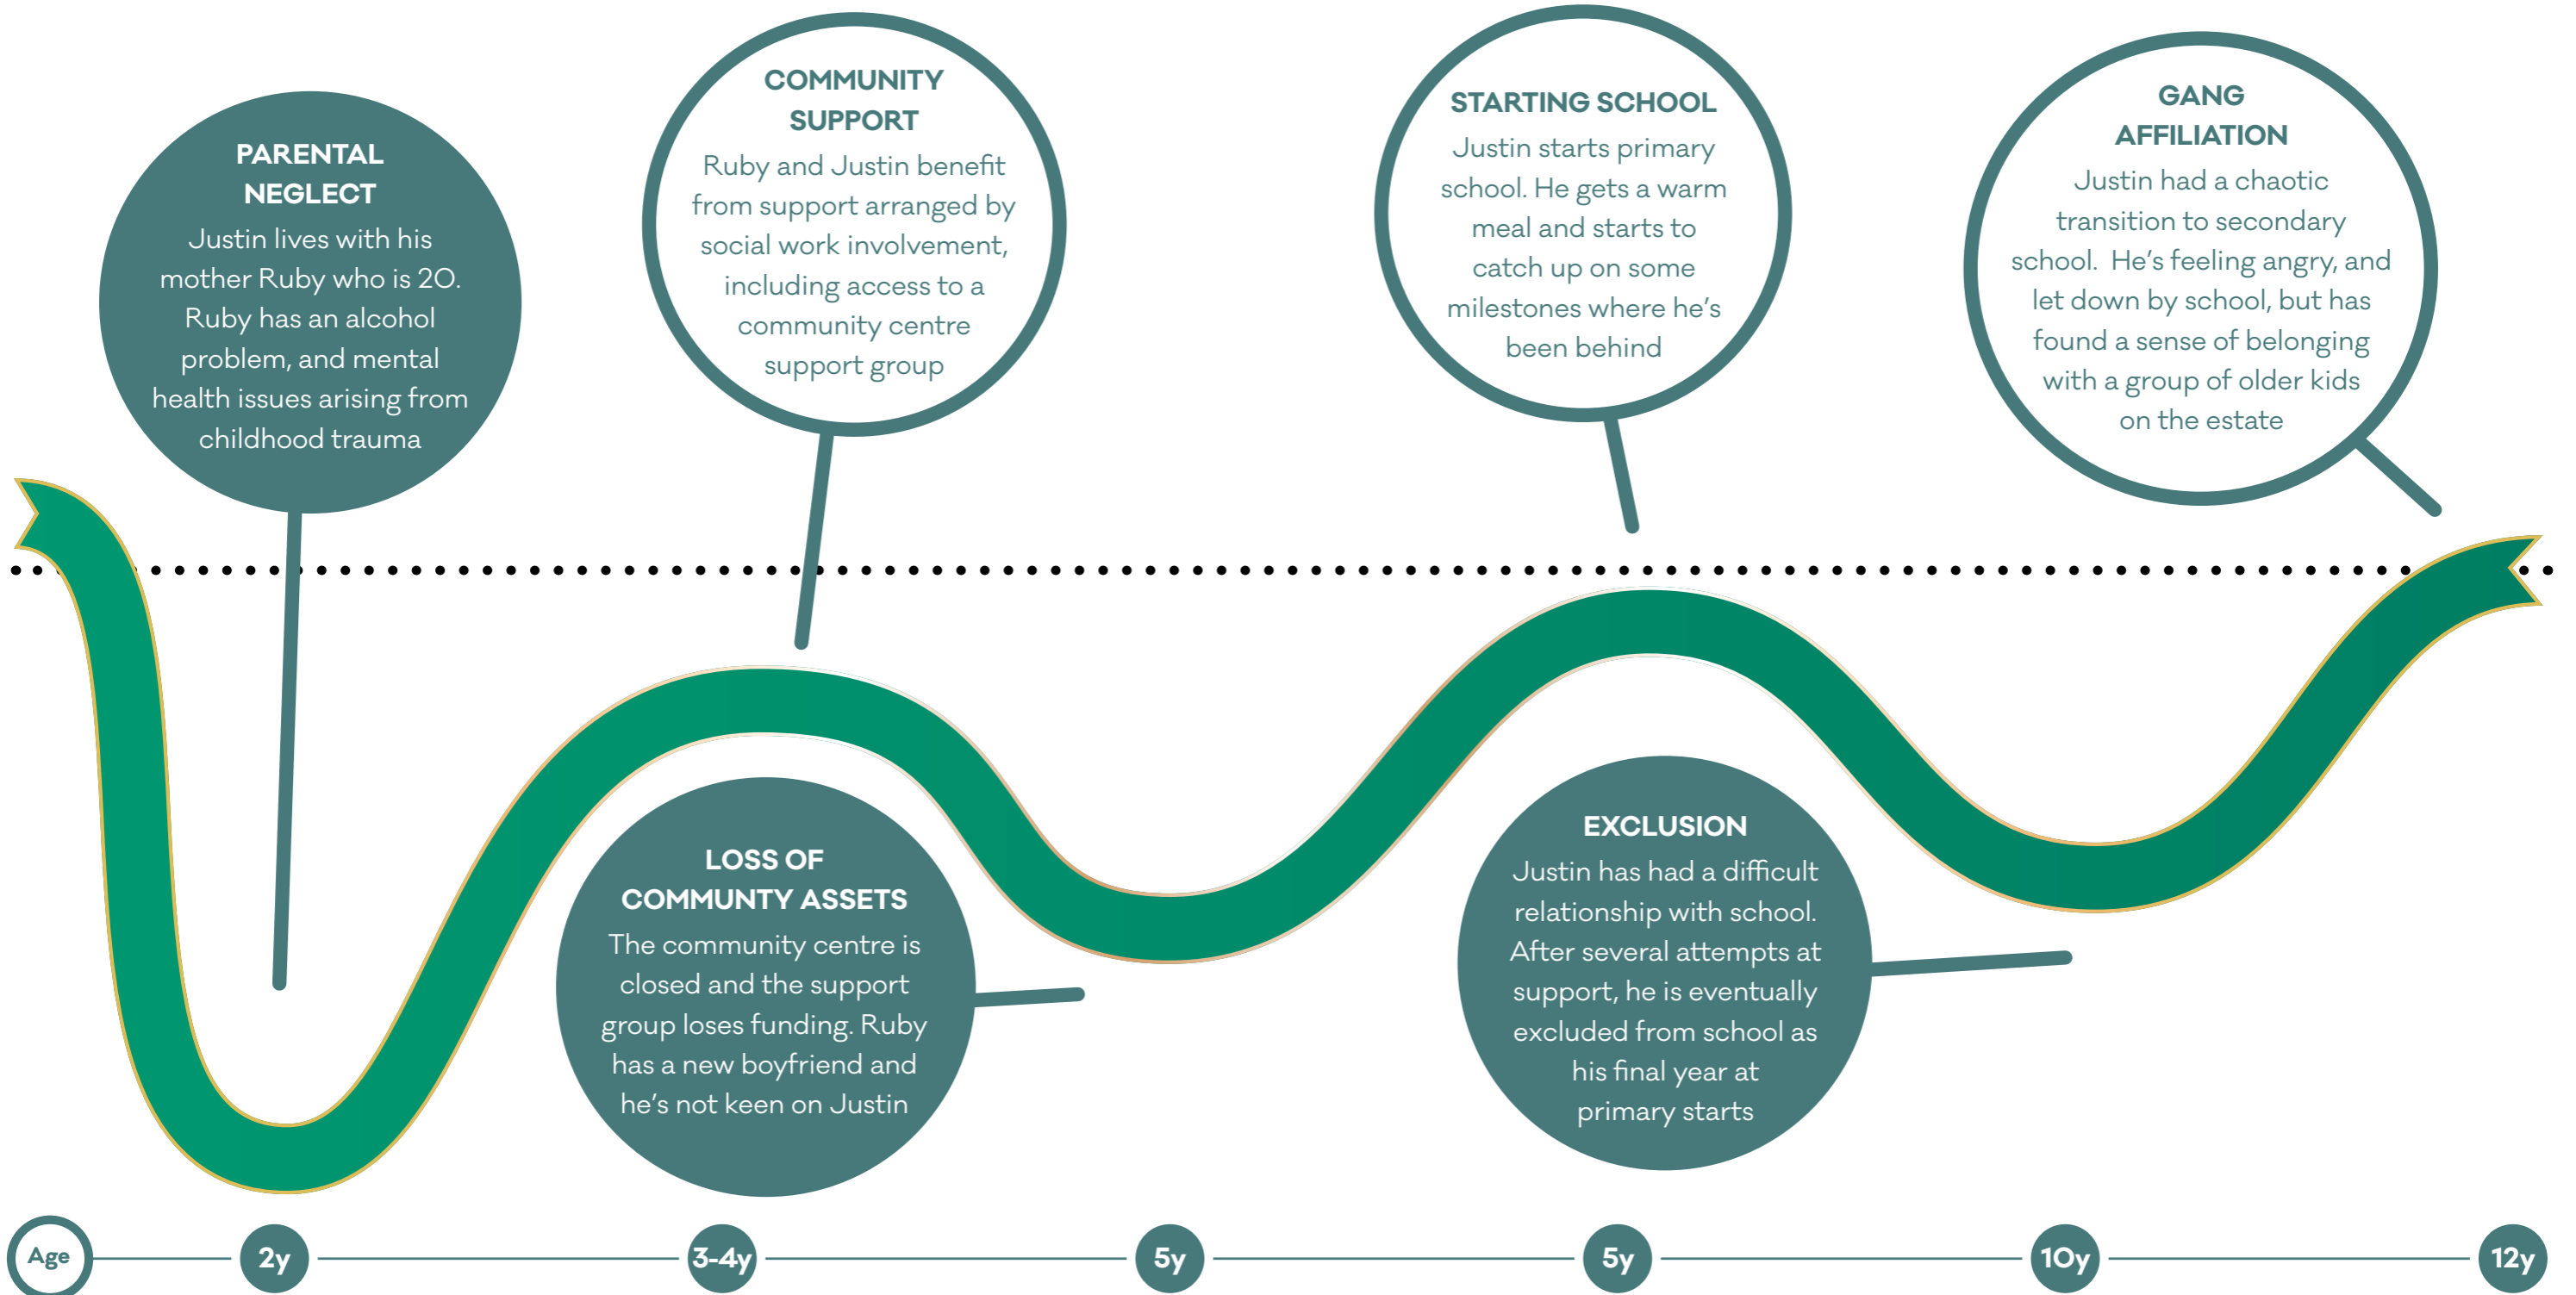 PARENTAL
NEGLECT
Justin lives with his
mother Ruby who is 20.
Ruby has an alcohol
problem, and mental
health issues arising from
childhood trauma
COMMUNITY
SUPPORT
Ruby and Justin benefit
from support arranged by
social work involvement,
including access to a
community centre
support group
STARTING SCHOOL
Justin starts primary
school. He gets a warm
meal and starts to
catch up on some
milestones where he's
been behind
GANG
AFFILIATION
Justin had a chaotic
transition to secondary
school. He's feeling angry, and
let down by school, but has
found a sense of belonging
with a group of older kids
on the estate
LOSS OF
COMMUNTY ASSETS
The community centre is
closed and the support
group loses funding. Ruby
has a new boyfriend and
he's not keen on Justin
EXCLUSION
Justin has had a difficult
relationship with school.
After several attempts at
support, he is eventually
excluded from school as
his final year at
primary starts
Age
2y
3-4y
5y
5y
10y
12y